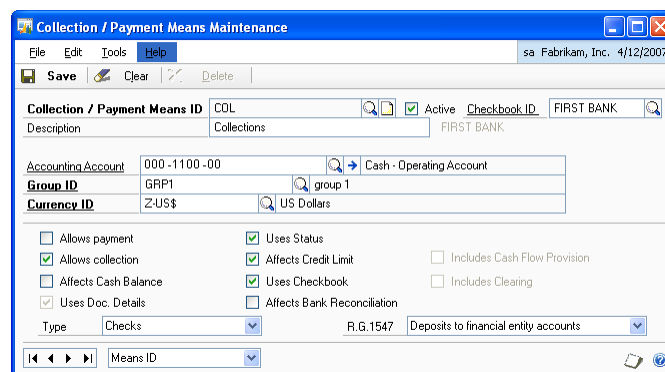 Collection / Payment Means Maintenance
File Edit Tools Help sa Fabrikam, Inc. 4/12/2007
Save Clear Delete
Collection / Payment Means ID COL Active Checkbook ID FIRST BANK
Description Collections FIRST BANK
Accounting Account 000 -1100 -00 Cash - Operating Account
Group ID GRP1 group 1
Currency ID Z-US$ US Dollars
Allows payment Uses Status
Allows collection Affects Credit Limit Includes Cash Flow Provision
Affects Cash Balance Uses Checkbook Includes Clearing
Uses Doc. Details Affects Bank Reconciliation
Type Checks R.G.1547 Deposits to financial entity accounts
Means ID